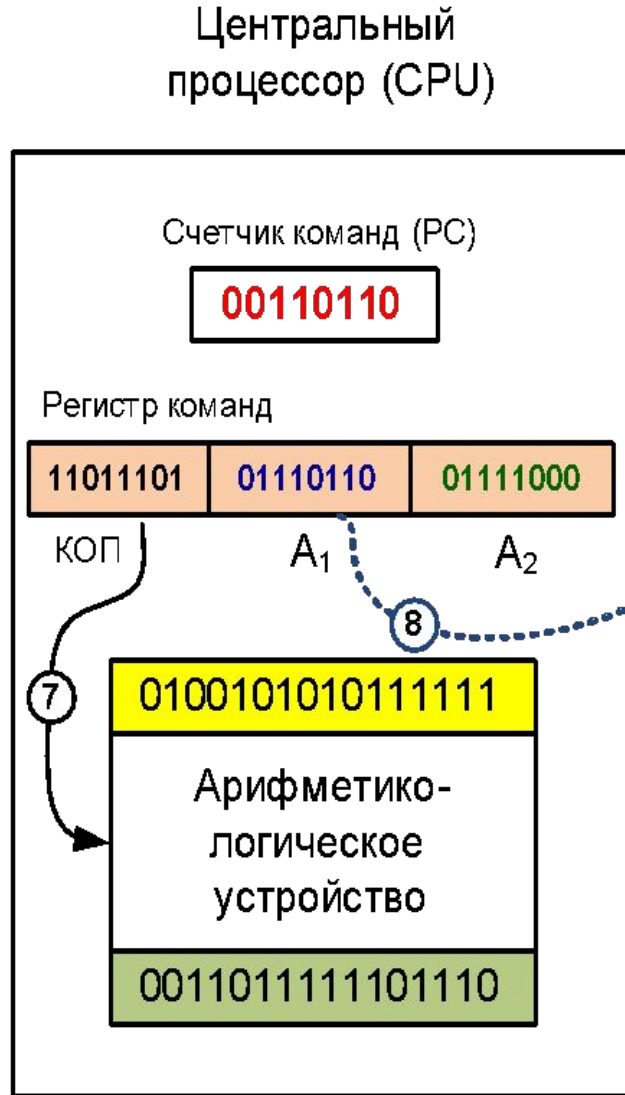 Центральный
процессор (CPU)
Счетчик команд (PC)
00110110
Регистр команд
11011101 01110110 01111000
КОП A₁ A₂
8
7
0100101010111111
Арифметико-
логическое
устройство
0011011111101110